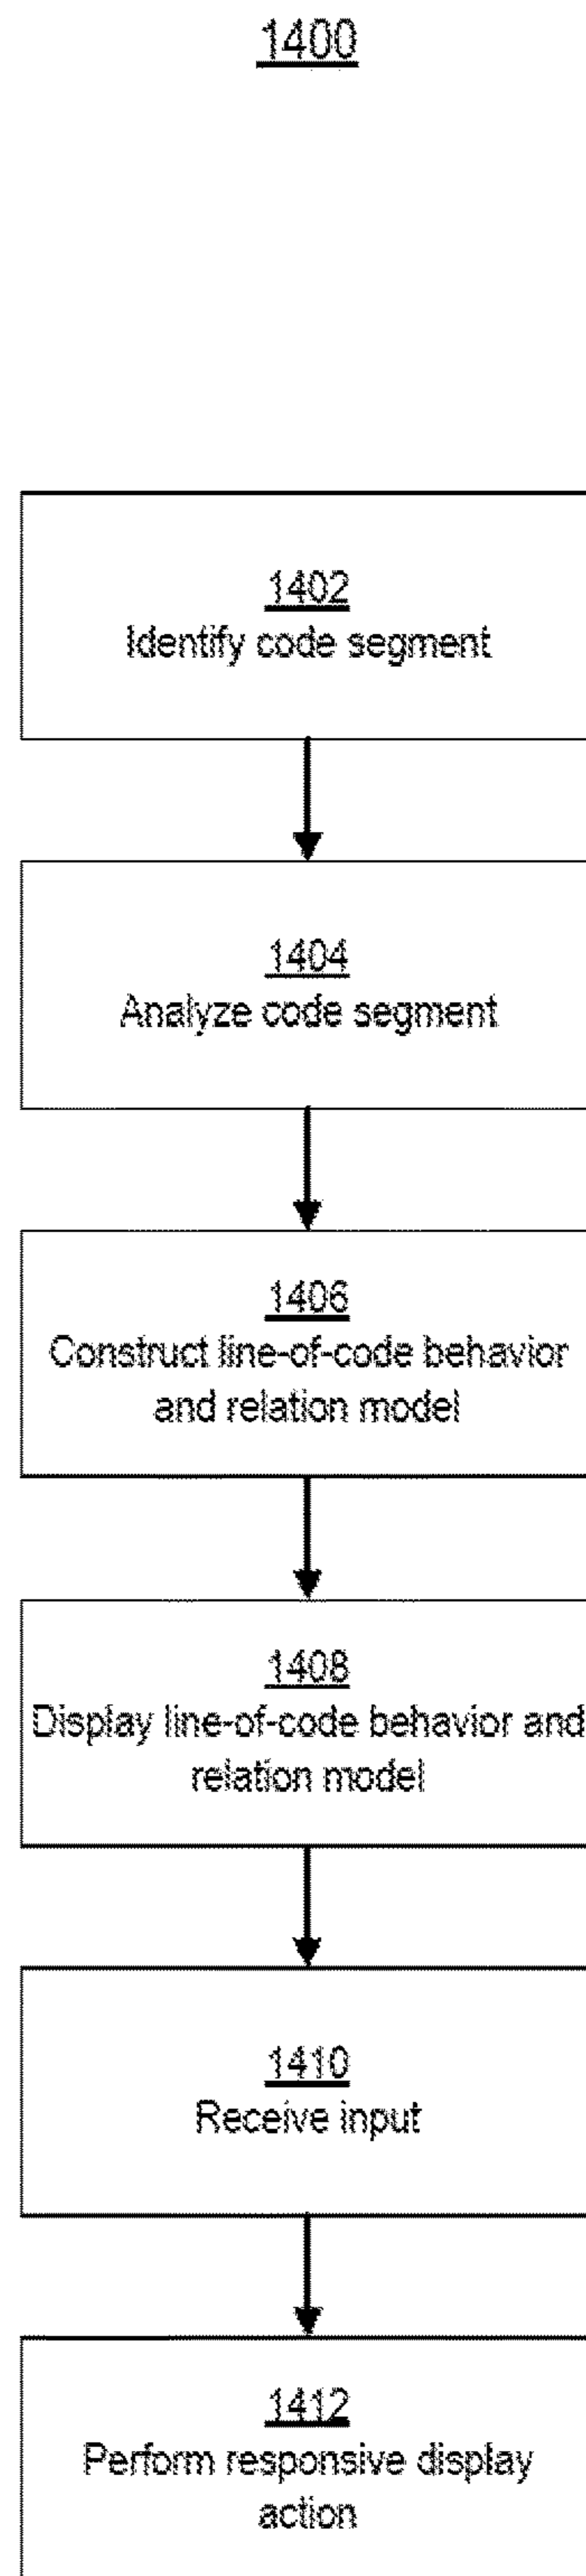 1400
1402
Identify code segment
1404
Analyze code segment
1406
Construct line-of-code behavior
and relation model
1408
Display line-of-code behavior and
relation model
1410
Receive input
1412
Perform responsive display
action